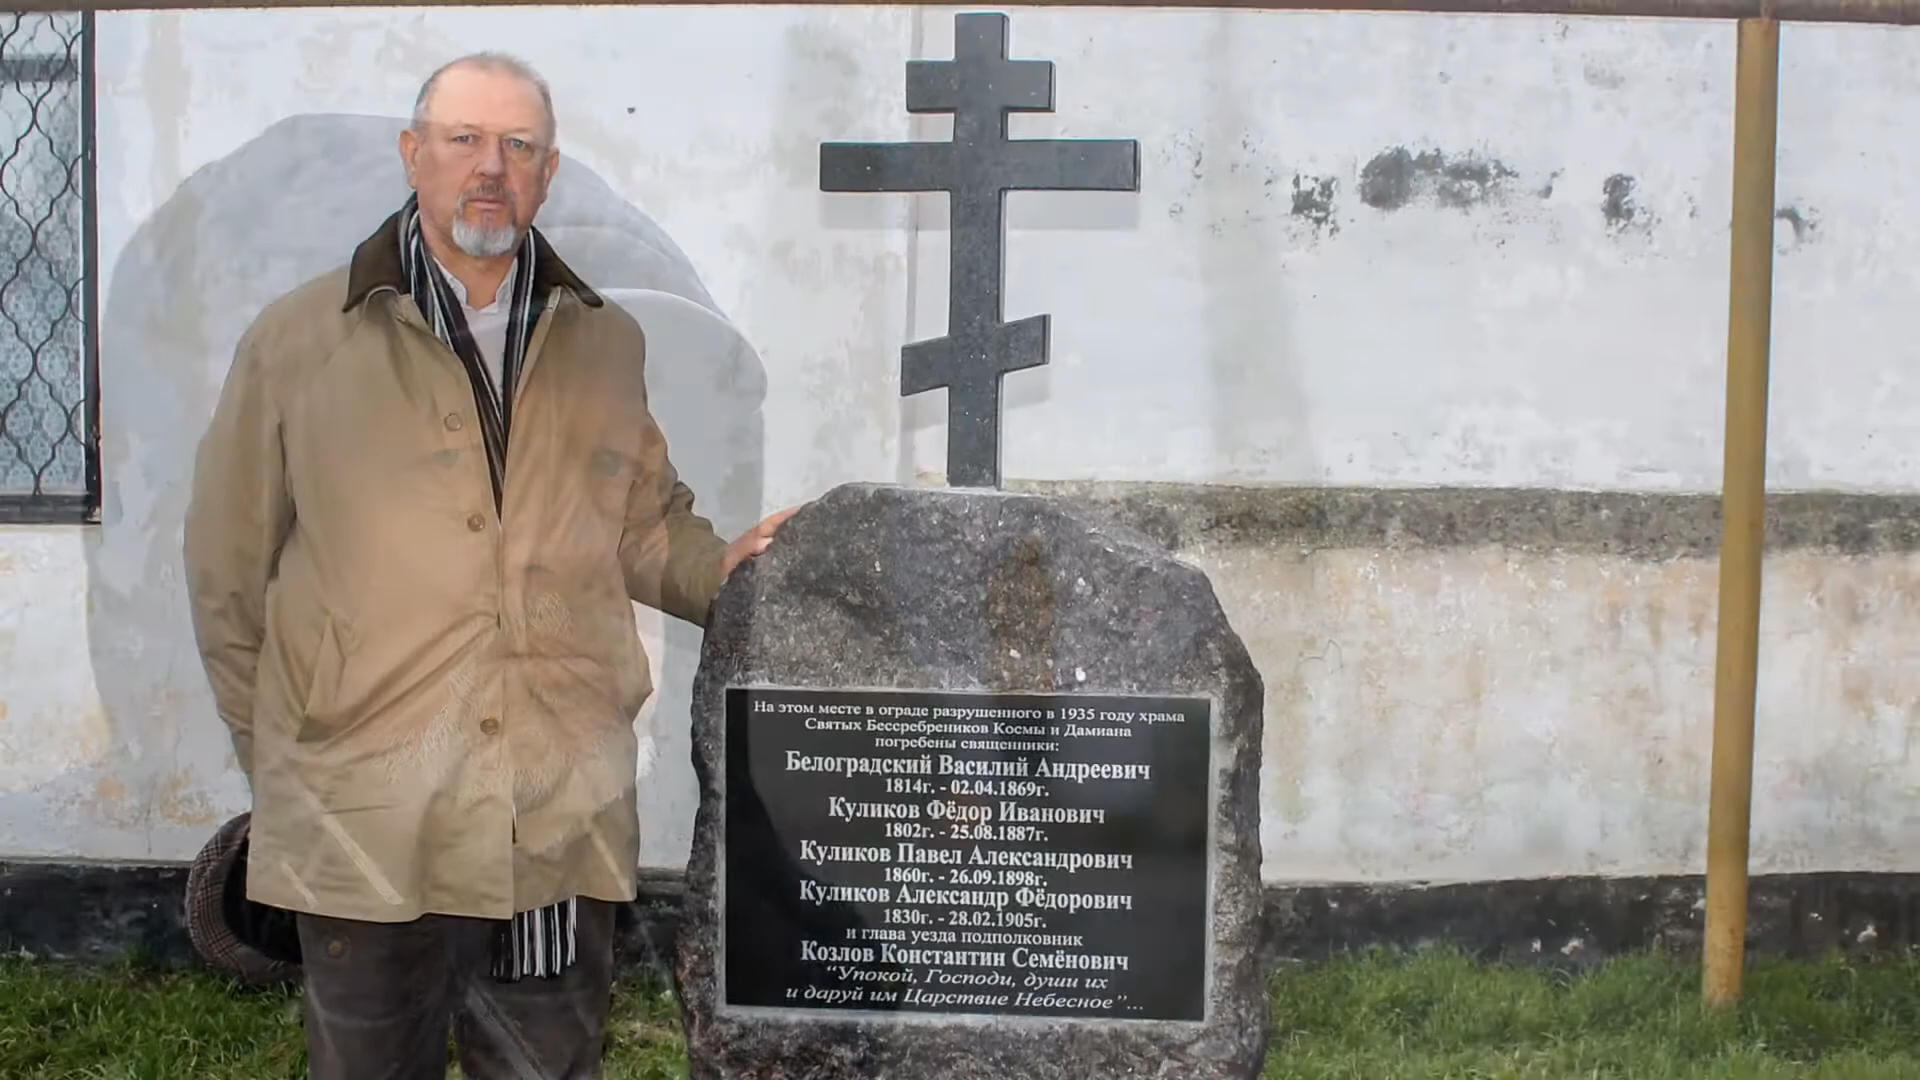 На этом месте в ограде разрушенного в 1935 году храма
Святых Бессребреников Космы и Дамиана
погребены священники:
Белоградский Василий Андреевич
1814г. - 02.04.1869г.
Куликов Фёдор Иванович
1802г. - 25.08.1887г.
Куликов Павел Александрович
1860г. - 26.09.1898г.
Куликов Александр Фёдорович
1830г. - 28.02.1905г.
и глава уезда подполковник
Козлов Константин Семёнович
“Упокой, Господи, души их
и даруй им Царствие Небесное”...